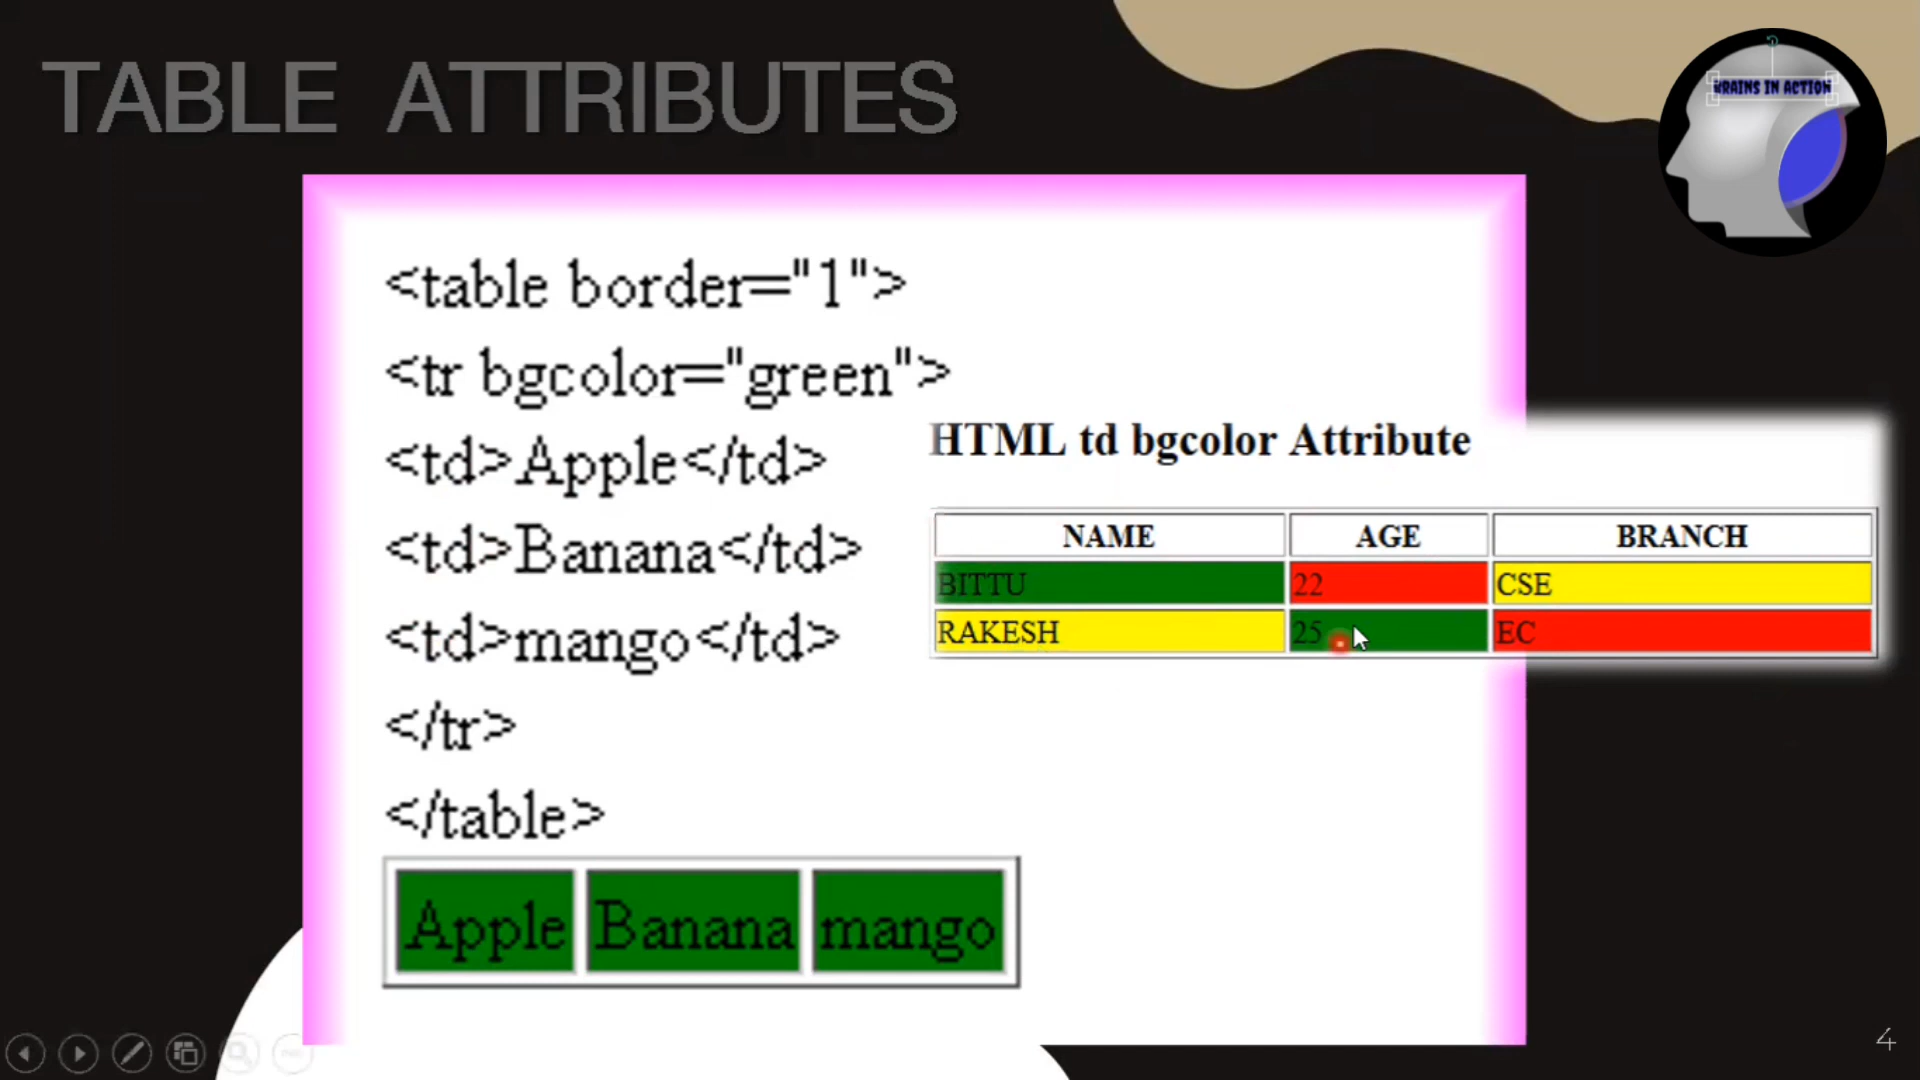 TABLE ATTRIBUTES
BRAINS IN ACTION
<table border="1">
<tr bgcolor="green">
<td>Apple</td>
<td>Banana</td>
<td>mango</td>
</tr>
</table>
Apple Banana mango
HTML td bgcolor Attribute
NAME AGE BRANCH
BITTU 22 CSE
RAKESH 25 EC
4